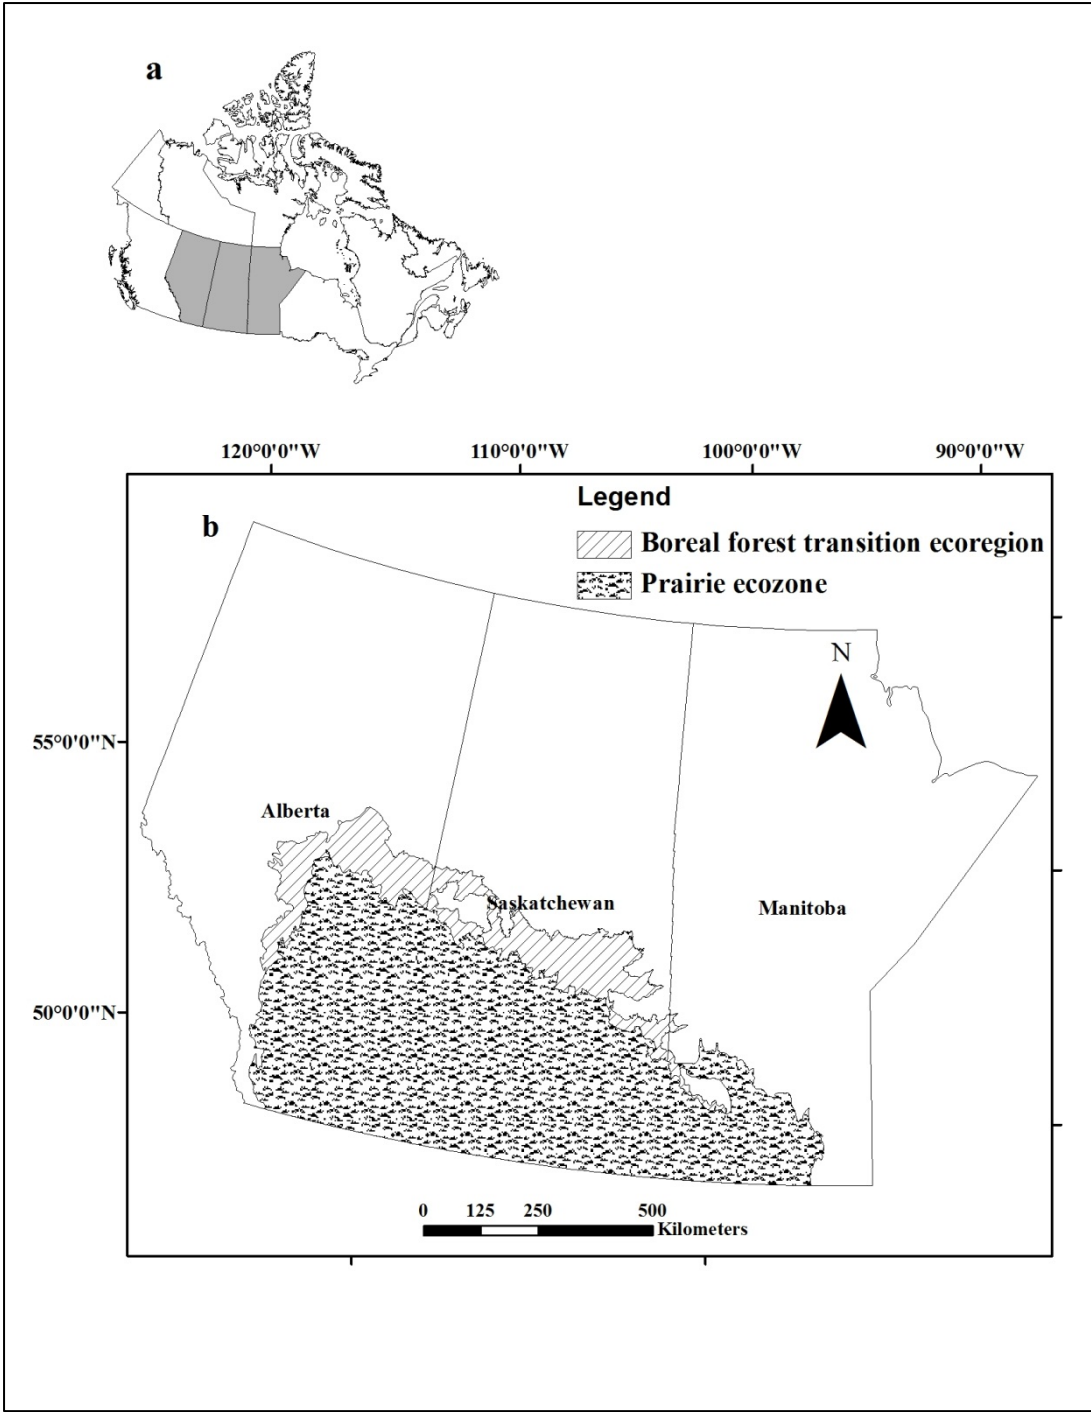 a
120°0'0"W 110°0'0"W 100°0'0"W 90°0'0"W
b
Legend
Boreal forest transition ecoregion
Prairie ecozone
N
55°0'0"N
Alberta
Saskatchewan
Manitoba
50°0'0"N
0 125 250 500
Kilometers